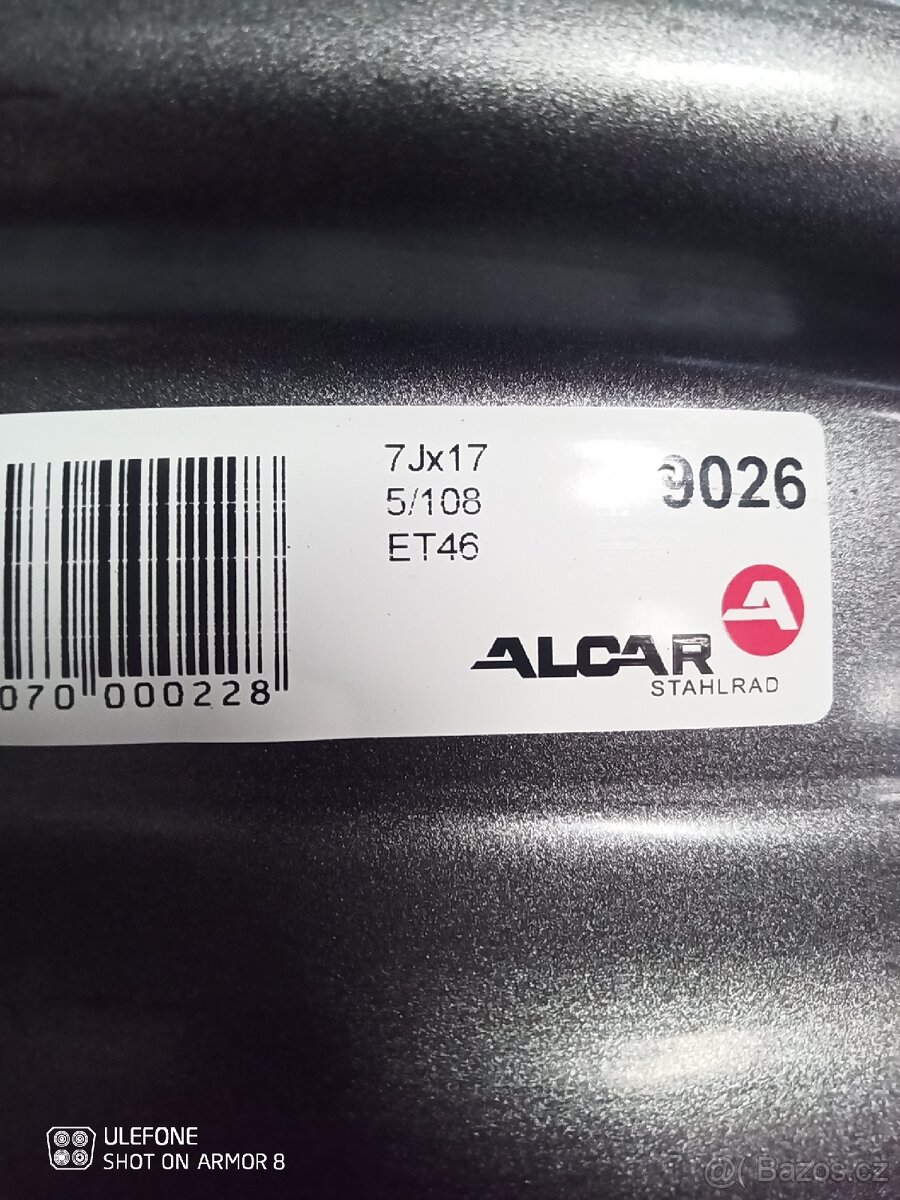 7Jx17
5/108
ET46
9026
A
ALCAR
STAHLRAD
070 000228
ULEFONE
SHOT ON ARMOR 8
@( Bazos.cz